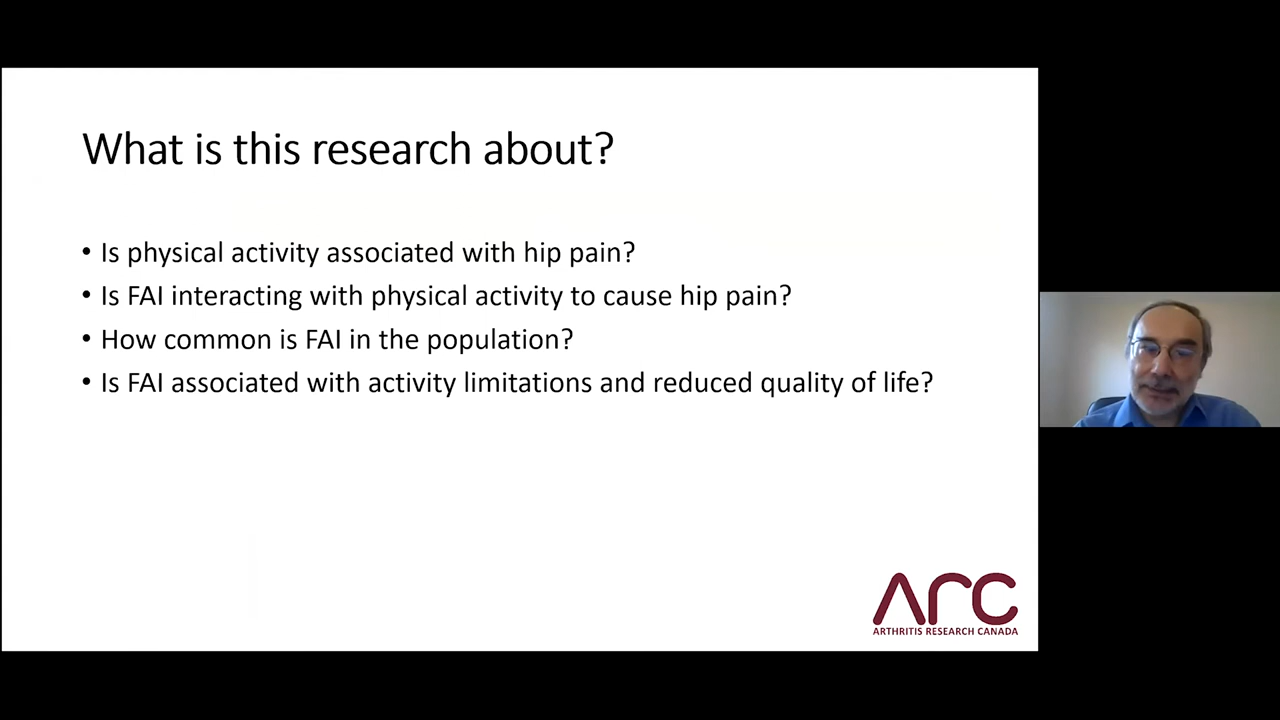 What is this research about?
• Is physical activity associated with hip pain?
• Is FAI interacting with physical activity to cause hip pain?
• How common is FAI in the population?
• Is FAI associated with activity limitations and reduced quality of life?
ARC
ARTHRITIS RESEARCH CANADA